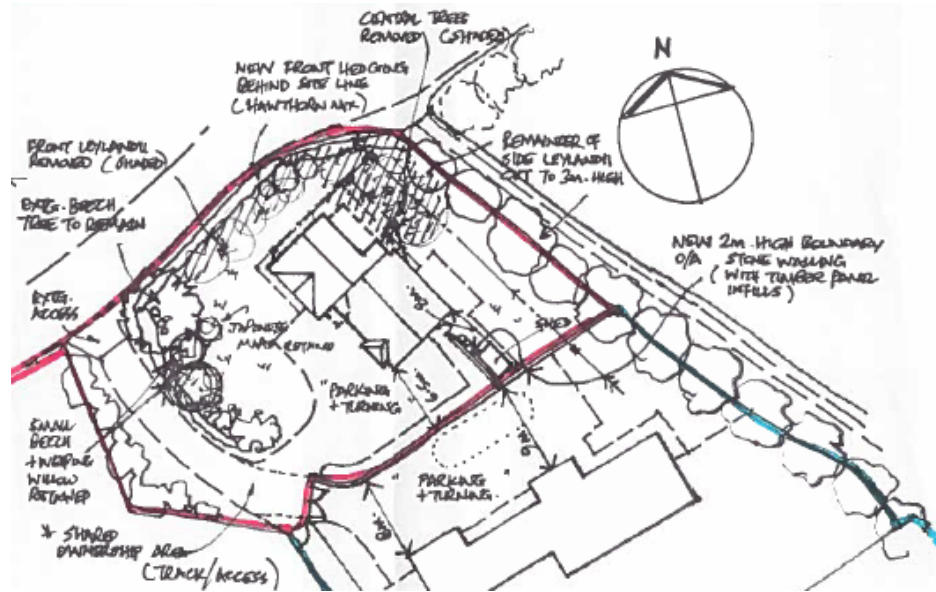 CENTRAL TREES
REMOVED (SHADED)
N
NEW FRONT HEDGING
BEHIND SITE LINE
(HAWTHORN MIX)
FRONT LEYLANDII
REMOVED (SHADED)
REMAINDER OF
SIDE LEYLANDII
CUT TO 3m. HIGH
EXTG. BEECH
TREE TO REMAIN
NEW 2m. HIGH BOUNDARY
O/A STONE WALLING
(WITH TIMBER PANEL
INFILLS)
EXTG.
ACCESS
JAPONICA
MAPLE RETAINED
SHED
"PARKING
+ TURNING"
SMALL
BEECH
+ WEEPING
WILLOW
RETAINED
"PARKING
+ TURNING"
* SHARED
OWNERSHIP AREA
(TRACK/ACCESS)